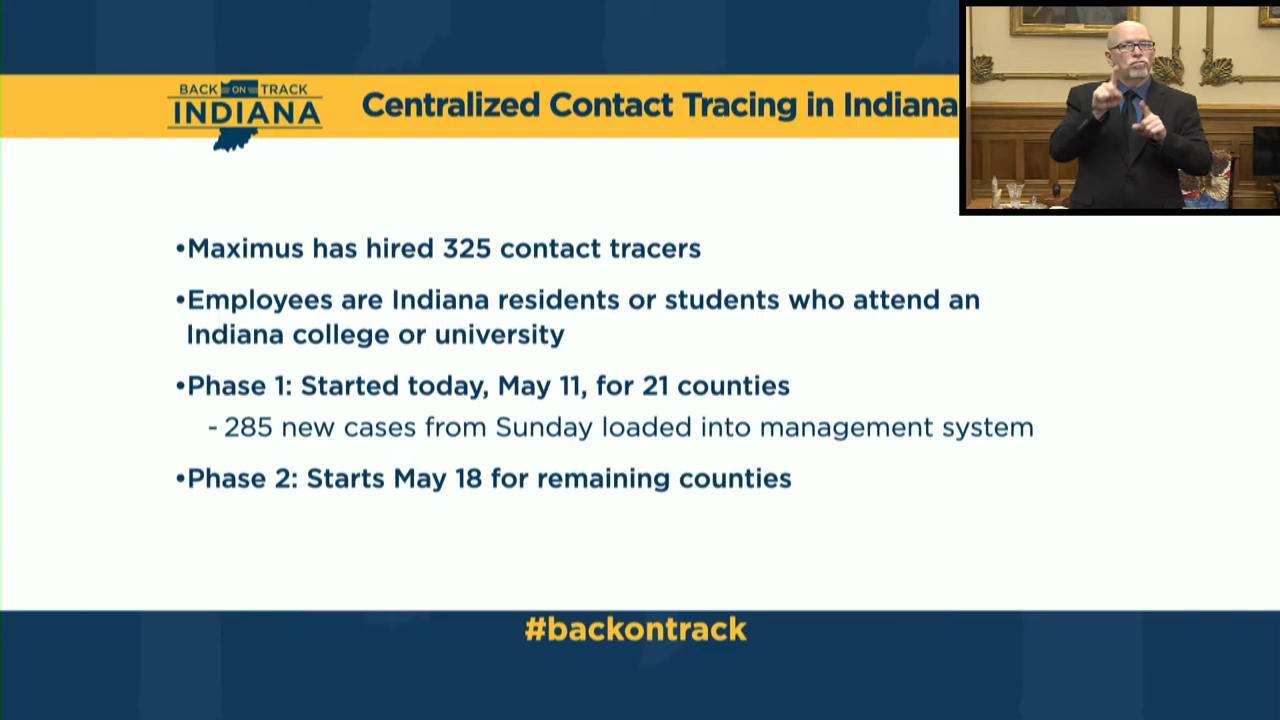 BACK ON TRACK
INDIANA
Centralized Contact Tracing in Indiana
•Maximus has hired 325 contact tracers
•Employees are Indiana residents or students who attend an
Indiana college or university
•Phase 1: Started today, May 11, for 21 counties
- 285 new cases from Sunday loaded into management system
•Phase 2: Starts May 18 for remaining counties
#backontrack